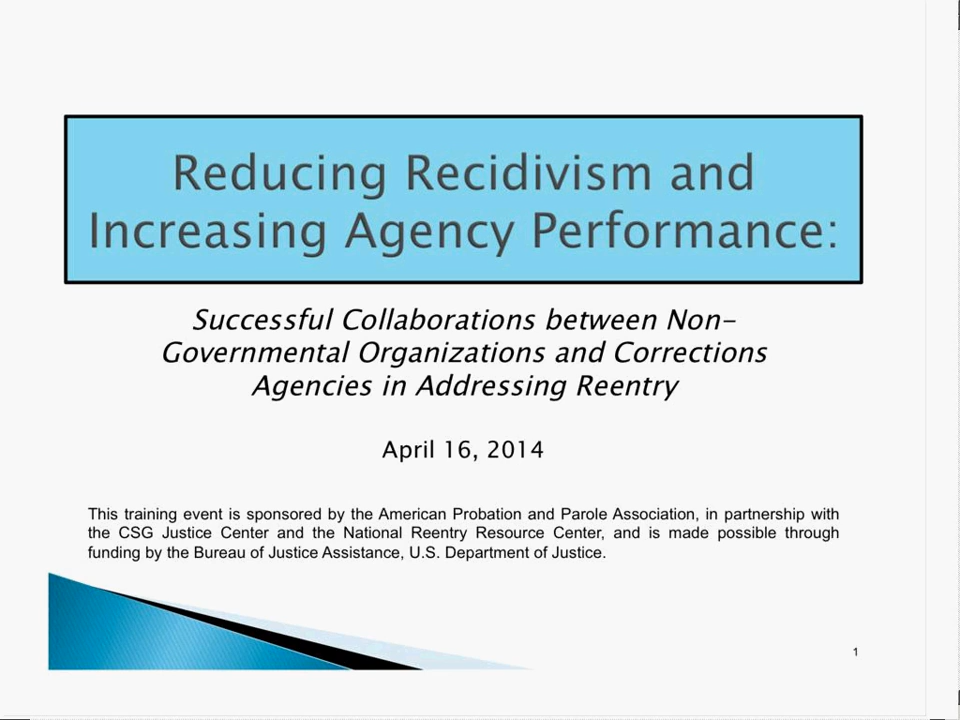 Reducing Recidivism and
Increasing Agency Performance:
Successful Collaborations between Non-
Governmental Organizations and Corrections
Agencies in Addressing Reentry
April 16, 2014
This training event is sponsored by the American Probation and Parole Association, in partnership with
the CSG Justice Center and the National Reentry Resource Center, and is made possible through
funding by the Bureau of Justice Assistance, U.S. Department of Justice.
1